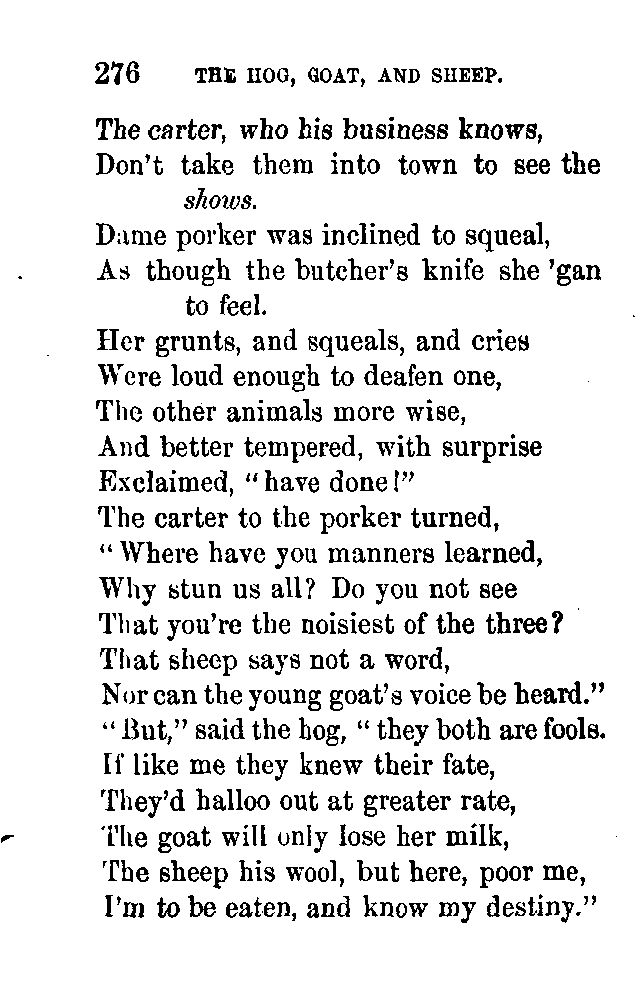 276 THE HOG, GOAT, AND SHEEP.
The carter, who his business knows,
Don't take them into town to see the
shows.
Dame porker was inclined to squeal,
As though the butcher's knife she 'gan
to feel.
Her grunts, and squeals, and cries
Were loud enough to deafen one,
The other animals more wise,
And better tempered, with surprise
Exclaimed, "have done!"
The carter to the porker turned,
"Where have you manners learned,
Why stun us all? Do you not see
That you're the noisiest of the three?
That sheep says not a word,
Nor can the young goat's voice be heard."
"But," said the hog, "they both are fools.
If like me they knew their fate,
They'd halloo out at greater rate,
The goat will only lose her milk,
The sheep his wool, but here, poor me,
I'm to be eaten, and know my destiny."